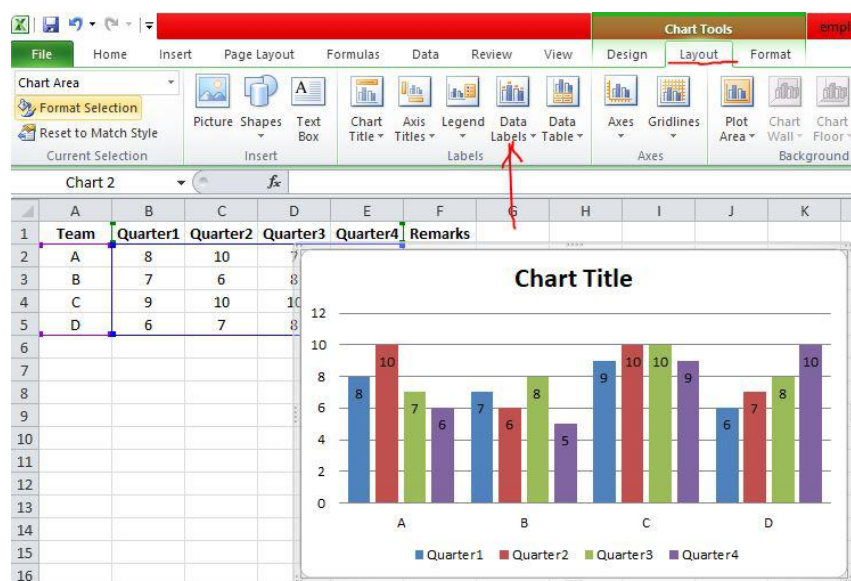 Chart Tools empl
File Home Insert Page Layout Formulas Data Review View Design Layout Format
Chart Area
Format Selection
Reset to Match Style
Current Selection
Picture Shapes Text Box
Insert
Chart Title Axis Titles Legend Data Labels Data Table
Labels
Axes Gridlines
Axes
Plot Area Chart Wall Chart Floor
Background
Chart 2 fx
A B C D E F G H I J K
1 Team Quarter1 Quarter2 Quarter3 Quarter4 Remarks
2 A 8 10 7
3 B 7 6 8
4 C 9 10 10
5 D 6 7 8
6
7
8
9
10
11
12
13
14
15
16
Chart Title
12
10
8
6
4
2
0
8 10 7 6
7 6 8 5
9 10 10 9
6 7 8 10
A B C D
Quarter1 Quarter2 Quarter3 Quarter4